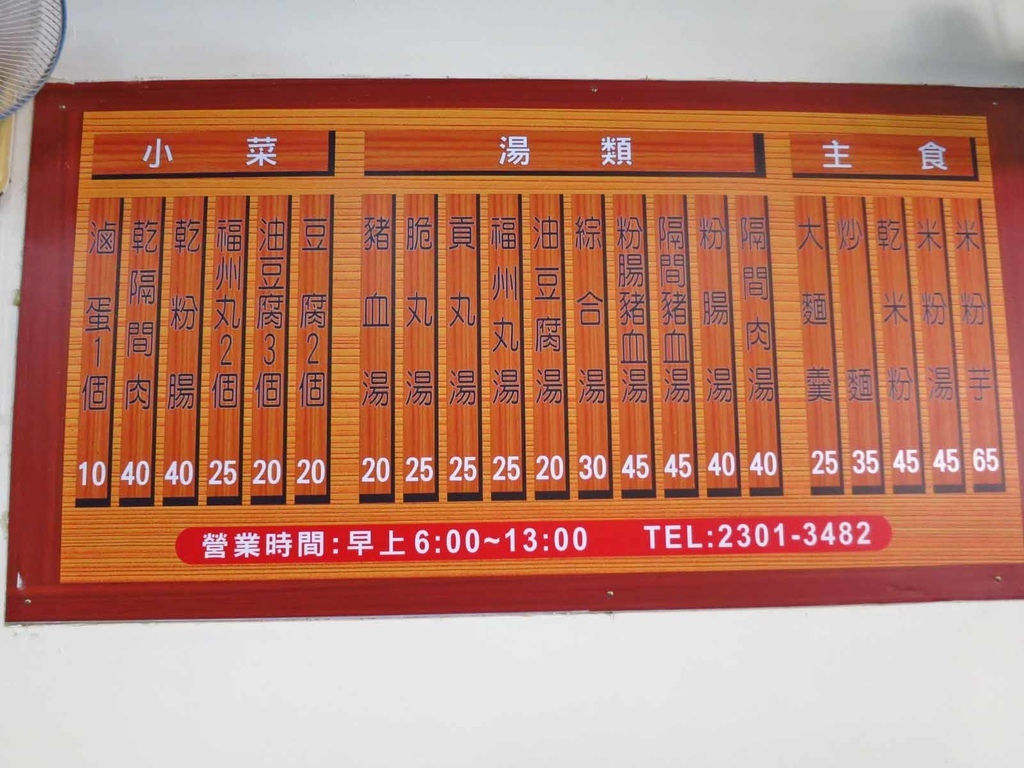 小菜
滷蛋1個 10
乾隔間肉 40
乾粉腸 40
福州丸2個 25
油豆腐3個 20
豆腐2個 20
湯類
豬血湯 20
脆丸湯 25
貢丸湯 25
福州丸湯 25
油豆腐湯 20
綜合湯 30
粉腸豬血湯 45
隔間豬血湯 45
粉腸湯 40
隔間肉湯 40
主食
大麵羹 25
炒麵 35
乾米粉 45
米粉湯 45
米粉芋 65
營業時間:早上6:00~13:00 TEL:2301-3482